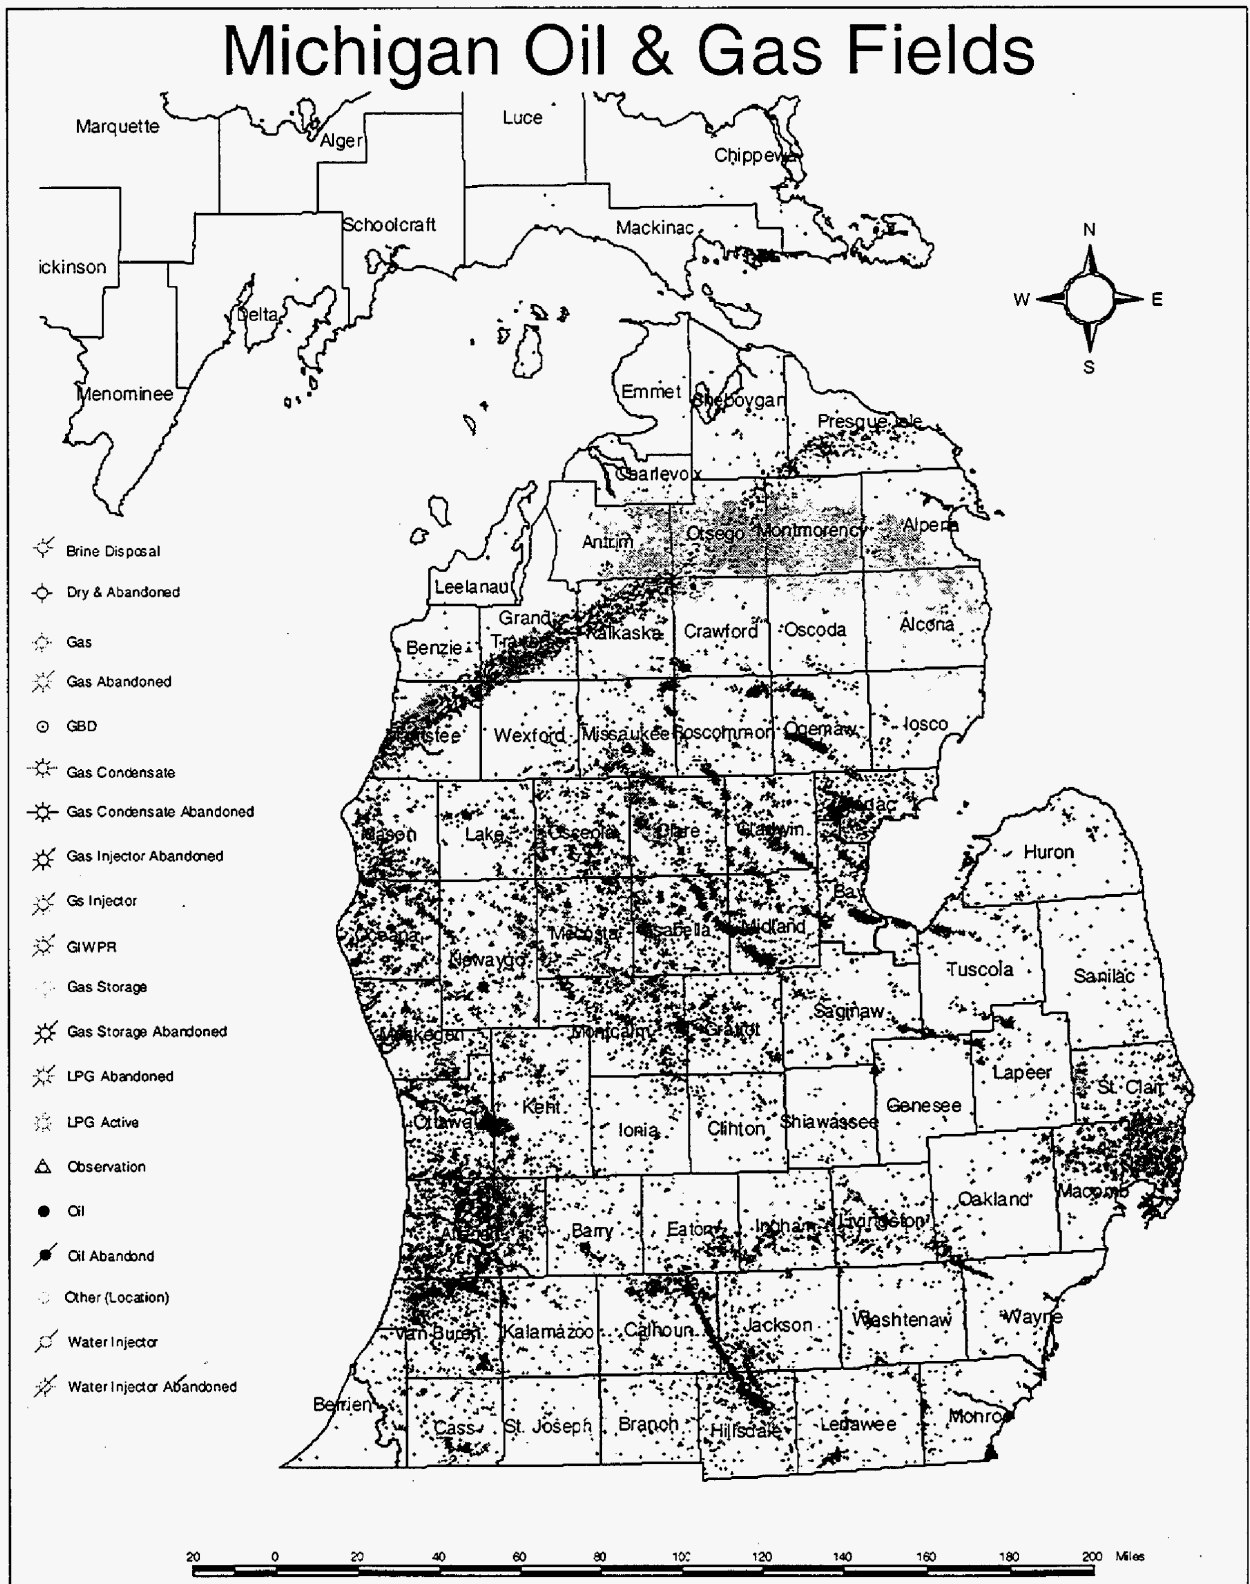 Michigan Oil & Gas Fields
Marquette
Alger
Luce
Chippewa
Schoolcraft
Mackinac
ickinson
Delta
Menominee
N
W E
S
Emmet
Cheboygan
Presque Isle
Charlevoix
Antrim
Otsego
Montmorency
Alpena
Leelanau
Grand
Benzie
Kalkaska
Crawford
Oscoda
Alcona
Wexford
Missaukee
Roscommon
Ogemaw
Iosco
Mason
Lake
Osceola
Clare
Gladwin
Huron
Bay
Oceana
Newaygo
Mecosta
Isabella
Midland
Tuscola
Sanilac
Muskegon
Montcalm
Gratiot
Saginaw
Lapeer
St. Clair
Ottawa
Kent
Ionia
Clihton
Shiawassee
Genesee
Oakland
Macomb
Barry
Eaton
Ingham
Livingston
Van Buren
Kalamazoo
Calhoun
Jackson
Washtenaw
Wayne
Berrien
Cass
St. Joseph
Branch
Hillsdale
Lenawee
Monroe
Brine Disposal
Dry & Abandoned
Gas
Gas Abandoned
GBD
Gas Condensate
Gas Condensate Abandoned
Gas Injector Abandoned
Gs Injector
GIWPR
Gas Storage
Gas Storage Abandoned
LPG Abandoned
LPG Active
Observation
Oil
Oil Abandond
Other (Location)
Water Injector
Water Injector Abandoned
20 0 20 40 60 80 100 120 140 160 180 200 Miles